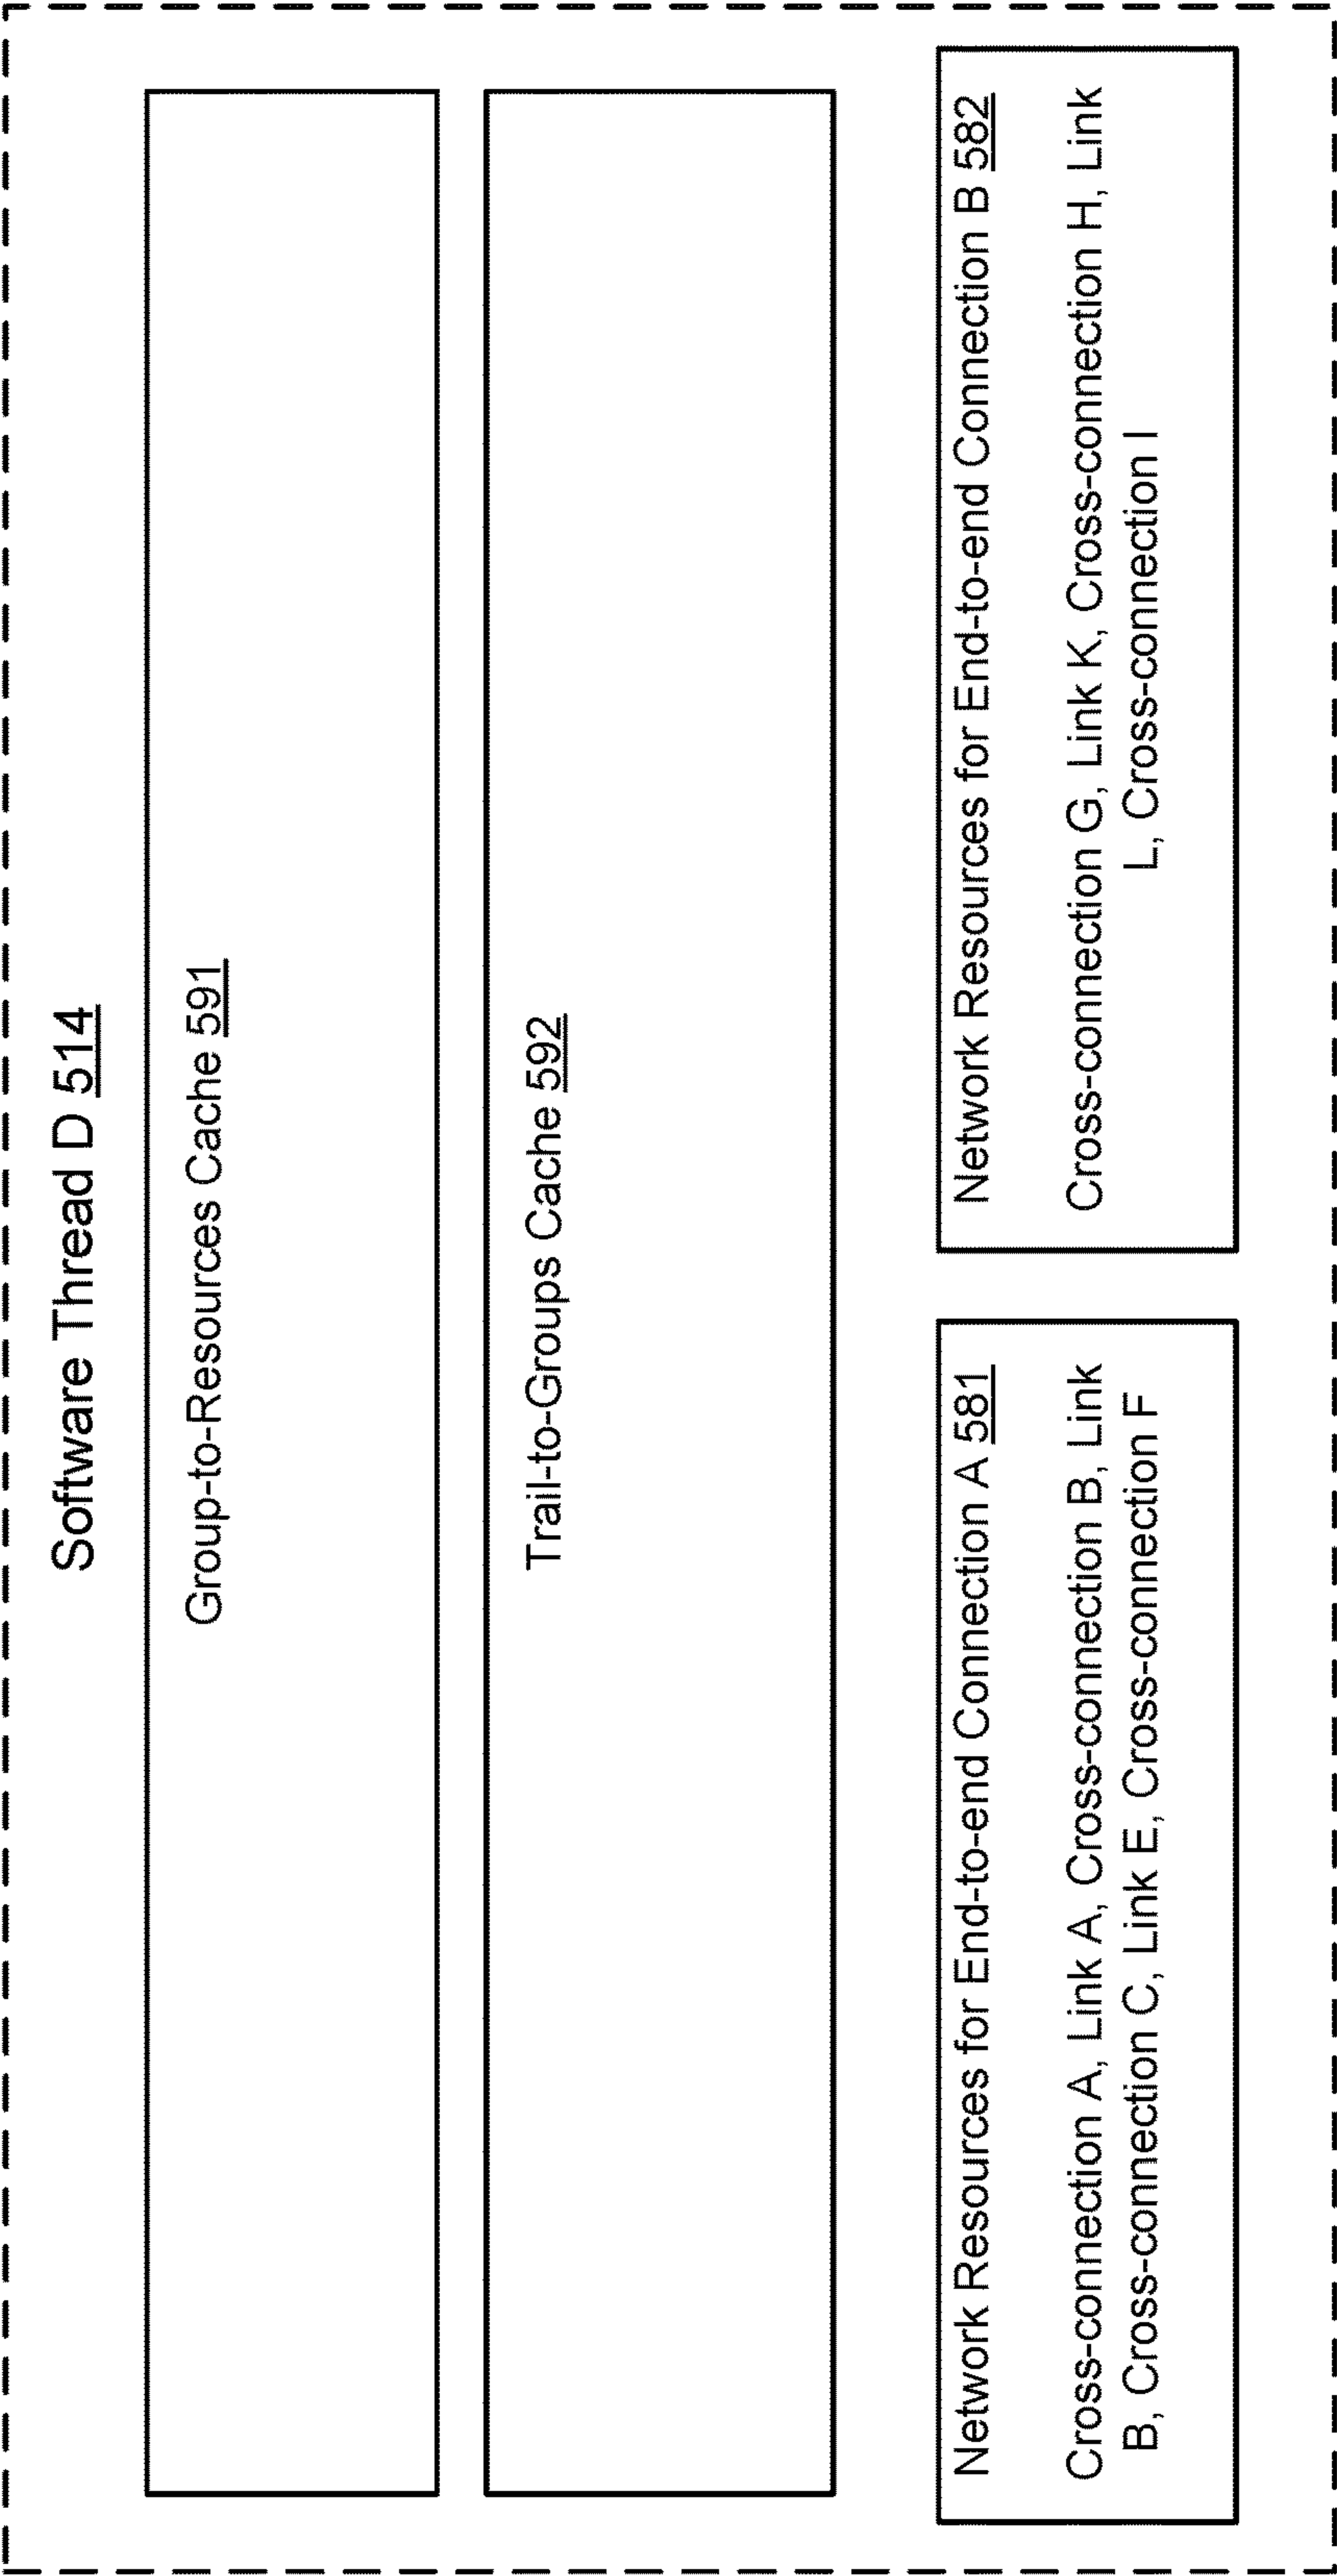 Software Thread D 514
Group-to-Resources Cache 591
Trail-to-Groups Cache 592
Network Resources for End-to-end Connection A 581
Cross-connection A, Link A, Cross-connection B, Link
B, Cross-connection C, Link E, Cross-connection F
Network Resources for End-to-end Connection B 582
Cross-connection G, Link K, Cross-connection H, Link
L, Cross-connection I